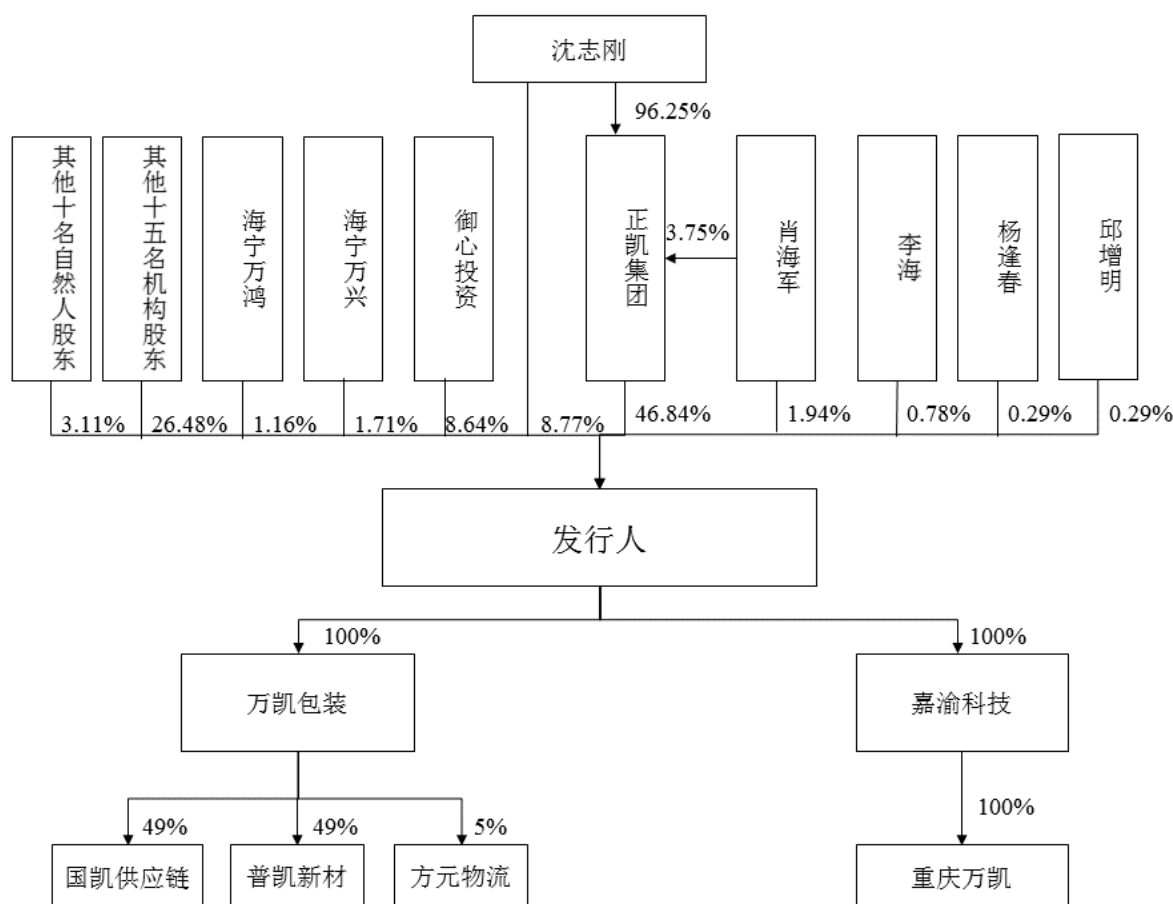 沈志刚
96.25%
其他十名自然人股东
其他十五名机构股东
海宁万鸿
海宁万兴
御心投资
正凯集团
3.75%
肖海军
李海
杨逢春
邱增明
3.11%
26.48%
1.16%
1.71%
8.64%
8.77%
46.84%
1.94%
0.78%
0.29%
0.29%
发行人
100%
100%
万凯包装
嘉渝科技
49%
49%
5%
100%
国凯供应链
普凯新材
方元物流
重庆万凯